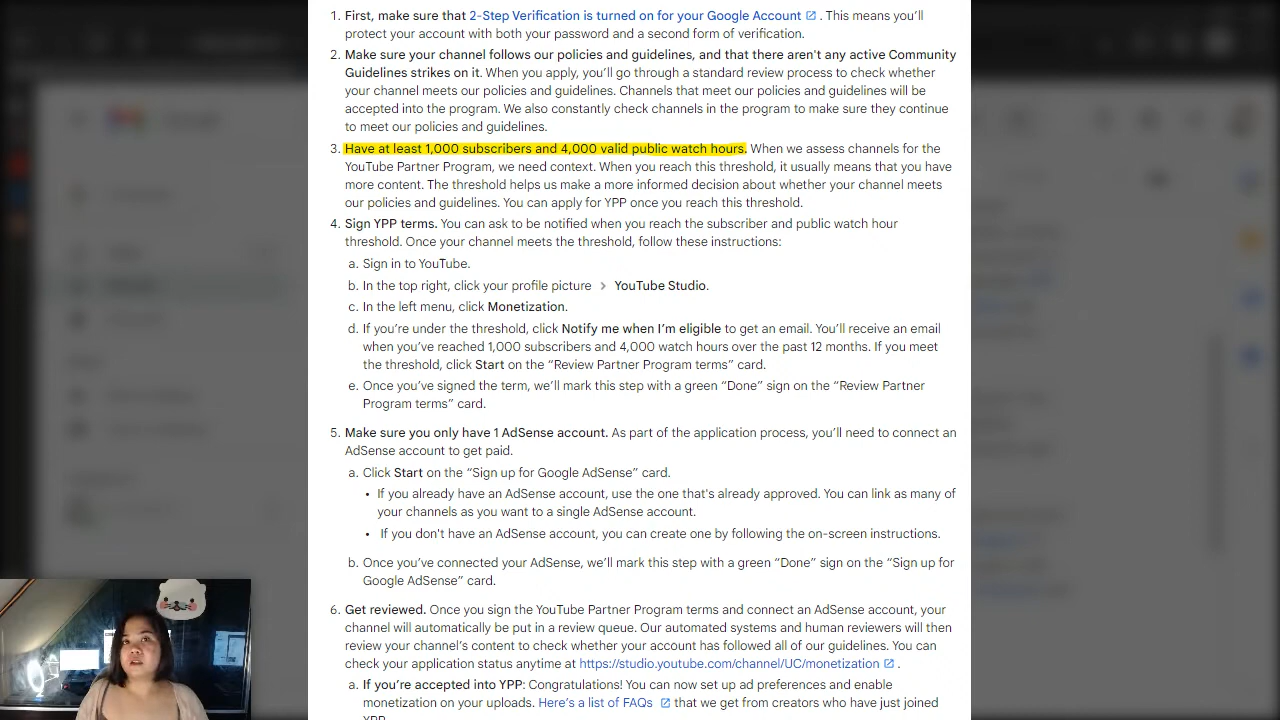 1. First, make sure that 2-Step Verification is turned on for your Google Account . This means you’ll
protect your account with both your password and a second form of verification.
2. Make sure your channel follows our policies and guidelines, and that there aren't any active Community
Guidelines strikes on it. When you apply, you’ll go through a standard review process to check whether
your channel meets our policies and guidelines. Channels that meet our policies and guidelines will be
accepted into the program. We also constantly check channels in the program to make sure they continue
to meet our policies and guidelines.
3. Have at least 1,000 subscribers and 4,000 valid public watch hours. When we assess channels for the
YouTube Partner Program, we need context. When you reach this threshold, it usually means that you have
more content. The threshold helps us make a more informed decision about whether your channel meets
our policies and guidelines. You can apply for YPP once you reach this threshold.
4. Sign YPP terms. You can ask to be notified when you reach the subscriber and public watch hour
threshold. Once your channel meets the threshold, follow these instructions:
a. Sign in to YouTube.
b. In the top right, click your profile picture > YouTube Studio.
c. In the left menu, click Monetization.
d. If you’re under the threshold, click Notify me when I’m eligible to get an email. You’ll receive an email
when you’ve reached 1,000 subscribers and 4,000 watch hours over the past 12 months. If you meet
the threshold, click Start on the “Review Partner Program terms” card.
e. Once you’ve signed the term, we’ll mark this step with a green “Done” sign on the “Review Partner
Program terms” card.
5. Make sure you only have 1 AdSense account. As part of the application process, you’ll need to connect an
AdSense account to get paid.
a. Click Start on the “Sign up for Google AdSense” card.
• If you already have an AdSense account, use the one that's already approved. You can link as many of
your channels as you want to a single AdSense account.
• If you don't have an AdSense account, you can create one by following the on-screen instructions.
b. Once you’ve connected your AdSense, we’ll mark this step with a green “Done” sign on the “Sign up for
Google AdSense” card.
6. Get reviewed. Once you sign the YouTube Partner Program terms and connect an AdSense account, your
channel will automatically be put in a review queue. Our automated systems and human reviewers will then
review your channel’s content to check whether your account has followed all of our guidelines. You can
check your application status anytime at https://studio.youtube.com/channel/UC/monetization .
a. If you’re accepted into YPP: Congratulations! You can now set up ad preferences and enable
monetization on your uploads. Here’s a list of FAQs that we get from creators who have just joined
YPP.